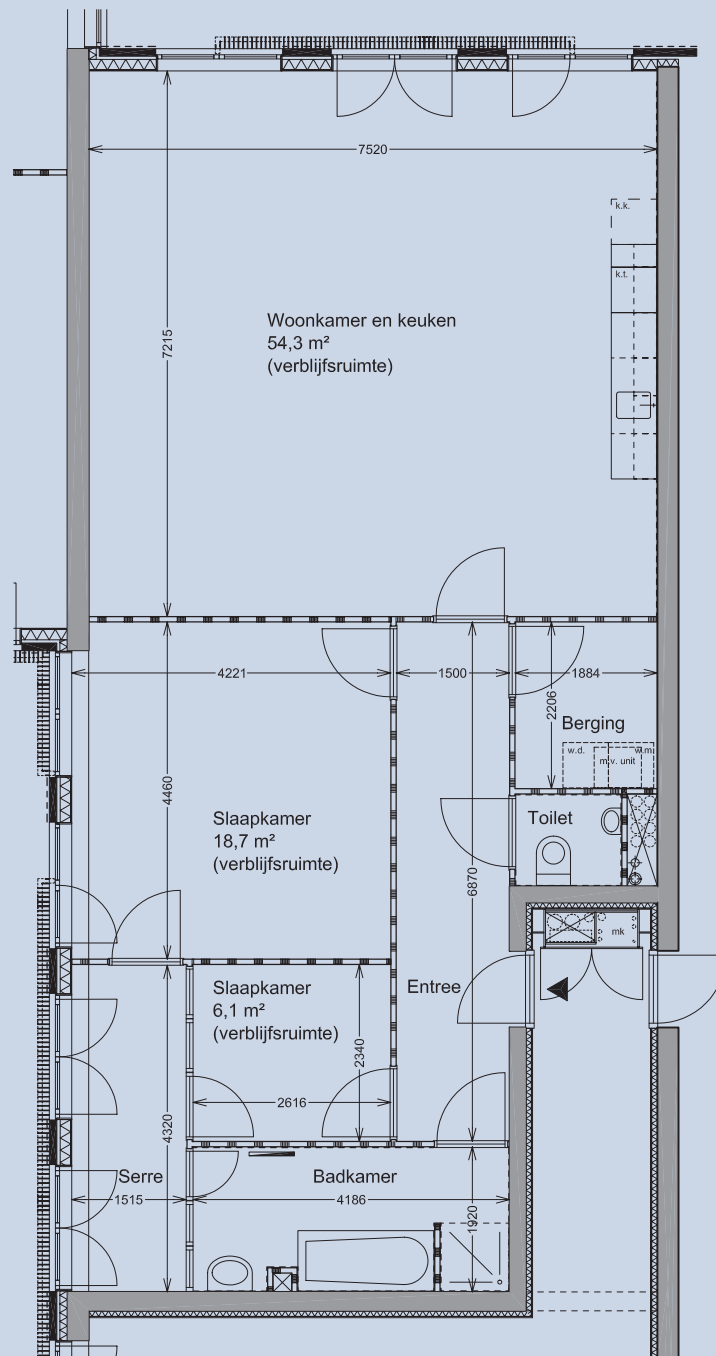 7520
k.k.
k.t.
Woonkamer en keuken
54,3 m²
(verblijfsruimte)
7215
4221
1500
1884
2206
Berging
w.d.
w.m.
m.v. unit
4460
Slaapkamer
18,7 m²
(verblijfsruimte)
Toilet
6870
mk
Slaapkamer
6,1 m²
(verblijfsruimte)
Entree
2340
2616
4320
Serre
1515
Badkamer
4186
1920